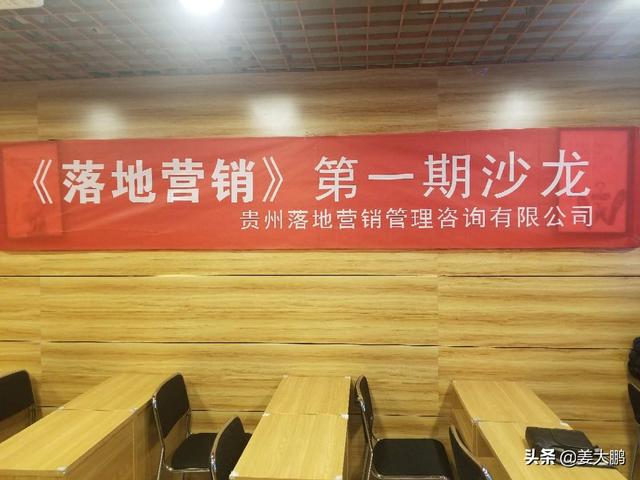 《落地营销》第一期沙龙
贵州落地营销管理咨询有限公司
头条@姜大鹏